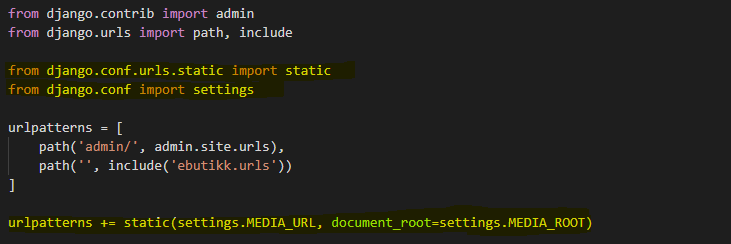 from django.contrib import admin
from django.urls import path, include
from django.conf.urls.static import static
from django.conf import settings
urlpatterns = [
    path('admin/', admin.site.urls),
    path('', include('ebutikk.urls'))
]
urlpatterns += static(settings.MEDIA_URL, document_root=settings.MEDIA_ROOT)